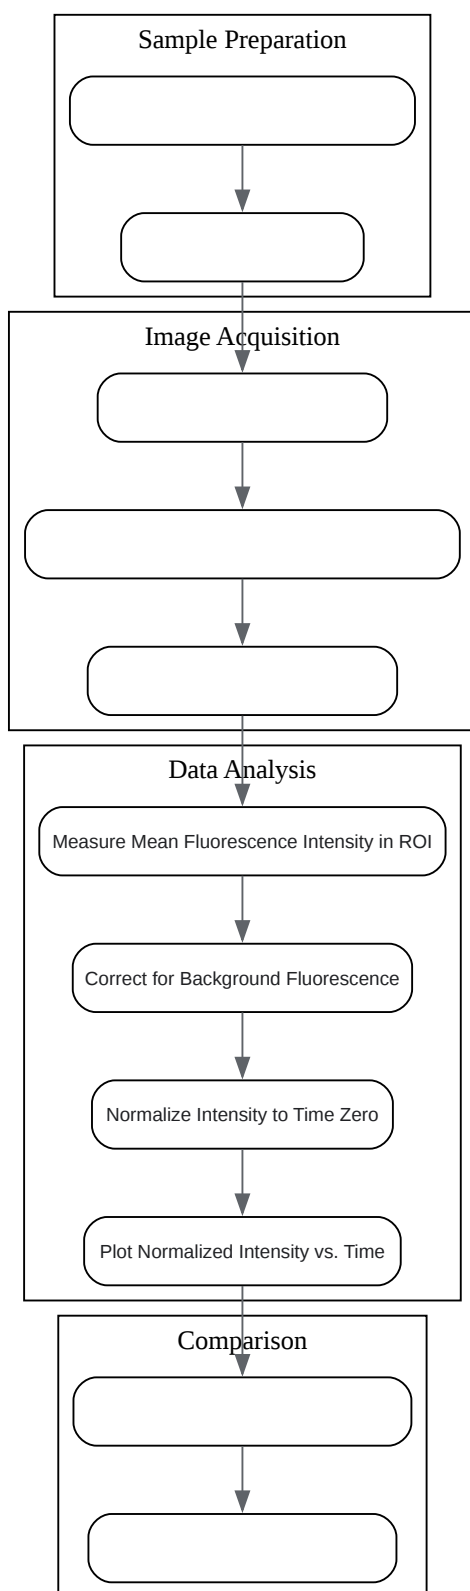 Sample Preparation
Image Acquisition
Data Analysis
Measure Mean Fluorescence Intensity in ROI
Correct for Background Fluorescence
Normalize Intensity to Time Zero
Plot Normalized Intensity vs. Time
Comparison